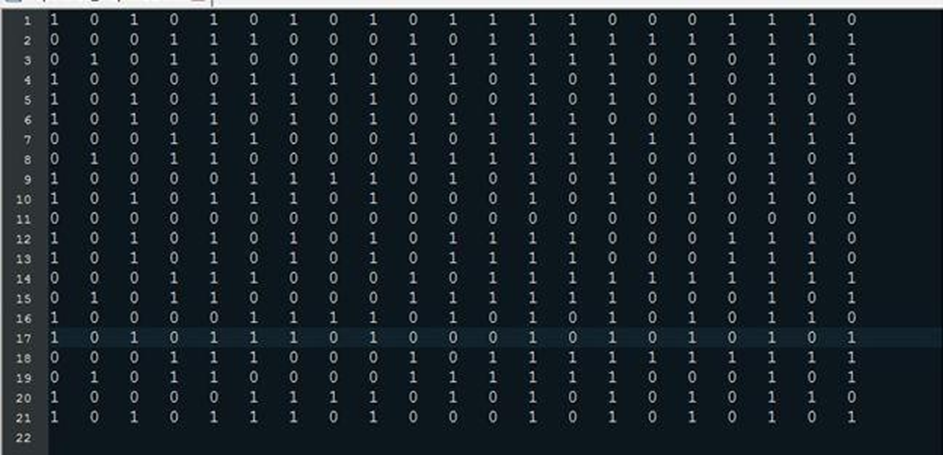 1 1 0 1 0 1 0 1 0 1 0 1 1 1 1 0 0 0 1 1 1 0
2 0 0 0 1 1 1 0 0 0 1 0 1 1 1 1 1 1 1 1 1 1
3 0 1 0 1 1 0 0 0 0 1 1 1 1 1 1 0 0 0 1 0 1
4 1 0 0 0 0 1 1 1 1 0 1 0 1 0 1 0 1 0 1 1 0
5 1 0 1 0 1 1 1 0 1 0 0 0 1 0 1 0 1 0 1 0 1
6 1 0 1 0 1 0 1 0 1 0 1 1 1 1 0 0 0 1 1 1 0
7 0 0 0 1 1 1 0 0 0 1 0 1 1 1 1 1 1 1 1 1 1
8 0 1 0 1 1 0 0 0 0 1 1 1 1 1 1 0 0 0 1 0 1
9 1 0 0 0 0 1 1 1 1 0 1 0 1 0 1 0 1 0 1 1 0
10 1 0 1 0 1 1 1 0 1 0 0 0 1 0 1 0 1 0 1 0 1
11 0 0 0 0 0 0 0 0 0 0 0 0 0 0 0 0 0 0 0 0 0
12 1 0 1 0 1 0 1 0 1 0 1 1 1 1 0 0 0 1 1 1 0
13 1 0 1 0 1 0 1 0 1 0 1 1 1 1 0 0 0 1 1 1 0
14 0 0 0 1 1 1 0 0 0 1 0 1 1 1 1 1 1 1 1 1 1
15 0 1 0 1 1 0 0 0 0 1 1 1 1 1 1 0 0 0 1 0 1
16 1 0 0 0 0 1 1 1 1 0 1 0 1 0 1 0 1 0 1 1 0
17 1 0 1 0 1 1 1 0 1 0 0 0 1 0 1 0 1 0 1 0 1
18 0 0 0 1 1 1 0 0 0 1 0 1 1 1 1 1 1 1 1 1 1
19 0 1 0 1 1 0 0 0 0 1 1 1 1 1 1 0 0 0 1 0 1
20 1 0 0 0 0 1 1 1 1 0 1 0 1 0 1 0 1 0 1 1 0
21 1 0 1 0 1 1 1 0 1 0 0 0 1 0 1 0 1 0 1 0 1
22